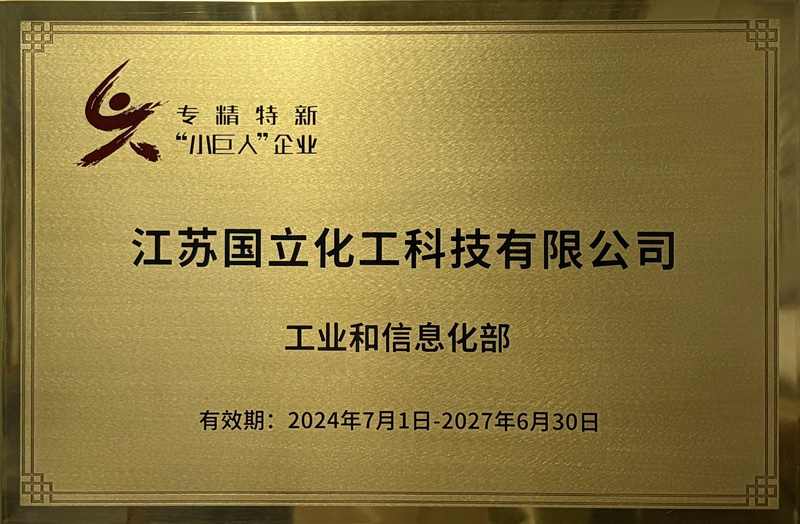 专精特新
“小巨人”企业
江苏国立化工科技有限公司
工业和信息化部
有效期：2024年7月1日-2027年6月30日